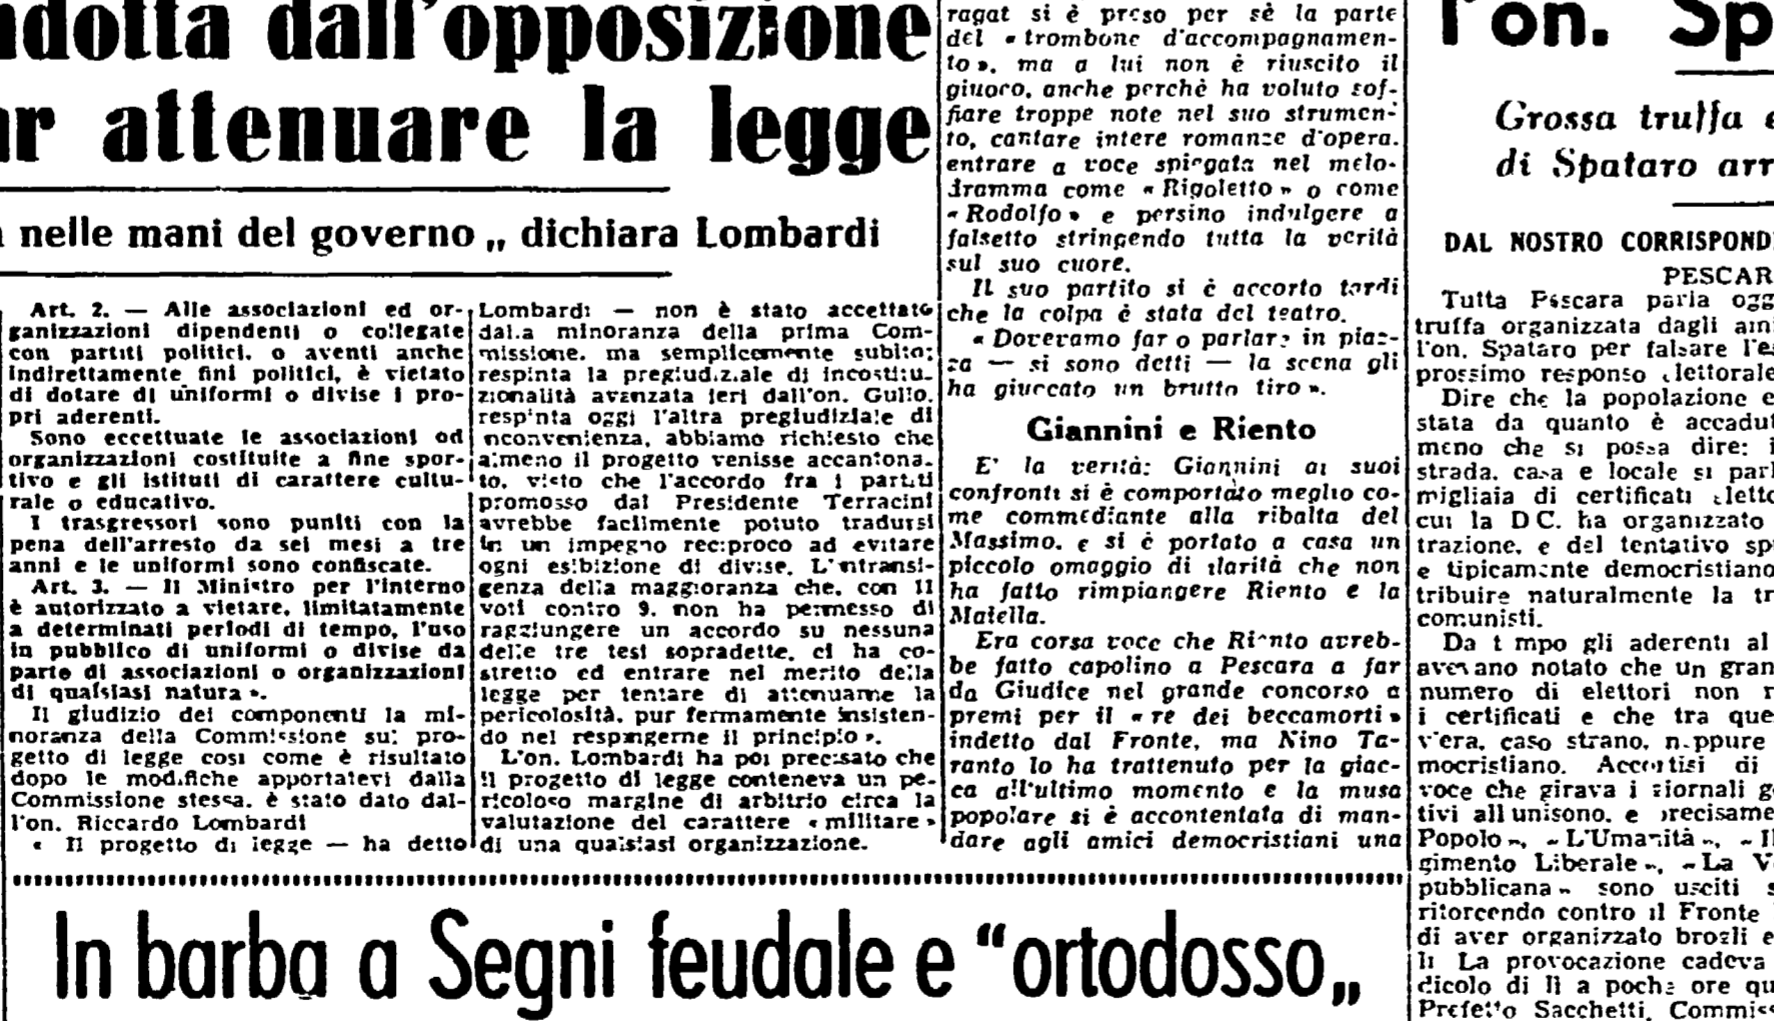 dotta dall'opposizione
ar attenuare la legge
nelle mani del governo „ dichiara Lombardi
Art. 2. — Alle associazioni ed or-
ganizzazioni dipendenti o collegate
con partiti politici, o aventi anche
indirettamente fini politici, è vietato
di dotare di uniformi o divise i pro-
pri aderenti.
Sono eccettuate le associazioni od
organizzazioni costituite a fine spor-
tivo e gli istituti di carattere cultu-
rale o educativo.
I trasgressori sono puniti con la
pena dell'arresto da sei mesi a tre
anni e le uniformi sono confiscate.
Art. 3. — Il Ministro per l'interno
è autorizzato a vietare, limitatamente
a determinati periodi di tempo, l'uso
in pubblico di uniformi o divise da
parte di associazioni o organizzazioni
di qualsiasi natura ».
Il giudizio dei componenti la mi-
noranza della Commissione sul pro-
getto di legge così come è risultato
dopo le modifiche apportatevi dalla
Commissione stessa, è stato dato dal-
l'on. Riccardo Lombardi
« Il progetto di legge — ha detto
Lombardi — non è stato accettato
dalla minoranza della prima Com-
missione, ma semplicemente subito:
respinta la pregiudiziale di incostitu-
zionalità avanzata ieri dall'on. Gullo,
respinta oggi l'altra pregiudiziale di
inconvenienza, abbiamo richiesto che
almeno il progetto venisse accantona-
to, visto che l'accordo fra i partiti
promosso dal Presidente Terracini
avrebbe facilmente potuto tradursi
in un impegno reciproco ad evitare
ogni esibizione di divise. L'intransi-
genza della maggioranza che, con 11
voti contro 9, non ha permesso di
raggiungere un accordo su nessuna
delle tre tesi sopradette, ci ha co-
stretto ed entrare nel merito della
legge per tentare di attenuarne la
pericolosità, pur fermamente insisten-
do nel respingerne il principio ».
L'on. Lombardi ha poi precisato che
il progetto di legge conteneva un pe-
ricoloso margine di arbitrio circa la
valutazione del carattere « militare »
di una qualsiasi organizzazione.
ragat si è preso per sè la parte
del « trombone d'accompagnamen-
to », ma a lui non è riuscito il
giuoco, anche perchè ha voluto sof-
fiare troppe note nel suo strumen-
to, cantare intere romanze d'opera,
entrare a voce spiegata nel melo-
dramma come « Rigoletto » o come
« Rodolfo » e persino indulgere a
falsetto stringendo tutta la verità
sul suo cuore.
Il suo partito si è accorto tardi
che la colpa è stata del teatro.
« Dovevamo far o parlare in piaz-
za — si sono detti — la scena gli
ha giuccato un brutto tiro ».
Giannini e Riento
E' la verità: Giannini ai suoi
confronti si è comportato meglio co-
me commediante alla ribalta del
Massimo, e si è portato a casa un
piccolo omaggio di ilarità che non
ha fatto rimpiangere Riento e la
Maiella.
Era corsa voce che Riento avreb-
be fatto capolino a Pescara a far
da Giudice nel grande concorso a
premi per il « re dei beccamorti »
indetto dal Fronte, ma Nino Ta-
ranto lo ha trattenuto per la giac-
ca all'ultimo momento e la musa
popolare si è accontentata di man-
dare agli amici democristiani una
l'on. Sp
Grossa truffa e
di Spataro arr
DAL NOSTRO CORRISPOND
PESCAR
Tutta Pescara parla ogg
truffa organizzata dagli ami
l'on. Spataro per falsare l'e
prossimo responso elettorale
Dire che la popolazione e
stata da quanto è accadut
meno che si possa dire: i
strada, casa e locale si parl
migliaia di certificati eletto
cui la D C. ha organizzato
trazione, e del tentativo sp
e tipicamente democristiano
tribuire naturalmente la tr
comunisti.
Da tempo gli aderenti al
avevano notato che un gran
numero di elettori non r
i certificati e che tra que
v'era, caso strano, neppure
mocristiano. Accortisi di
voce che girava i giornali g
tivi all'unisono, e precisame
Popolo », « L'Umanità », « Il
gimento Liberale », « La V
pubblicana » sono usciti s
ritorcendo contro il Fronte
di aver organizzato brogli e
li La provocazione cadeva
dicolo di lì a poche ore qu
Prefetto Sacchetti, Commis
In barba a Segni feudale e “ortodosso„